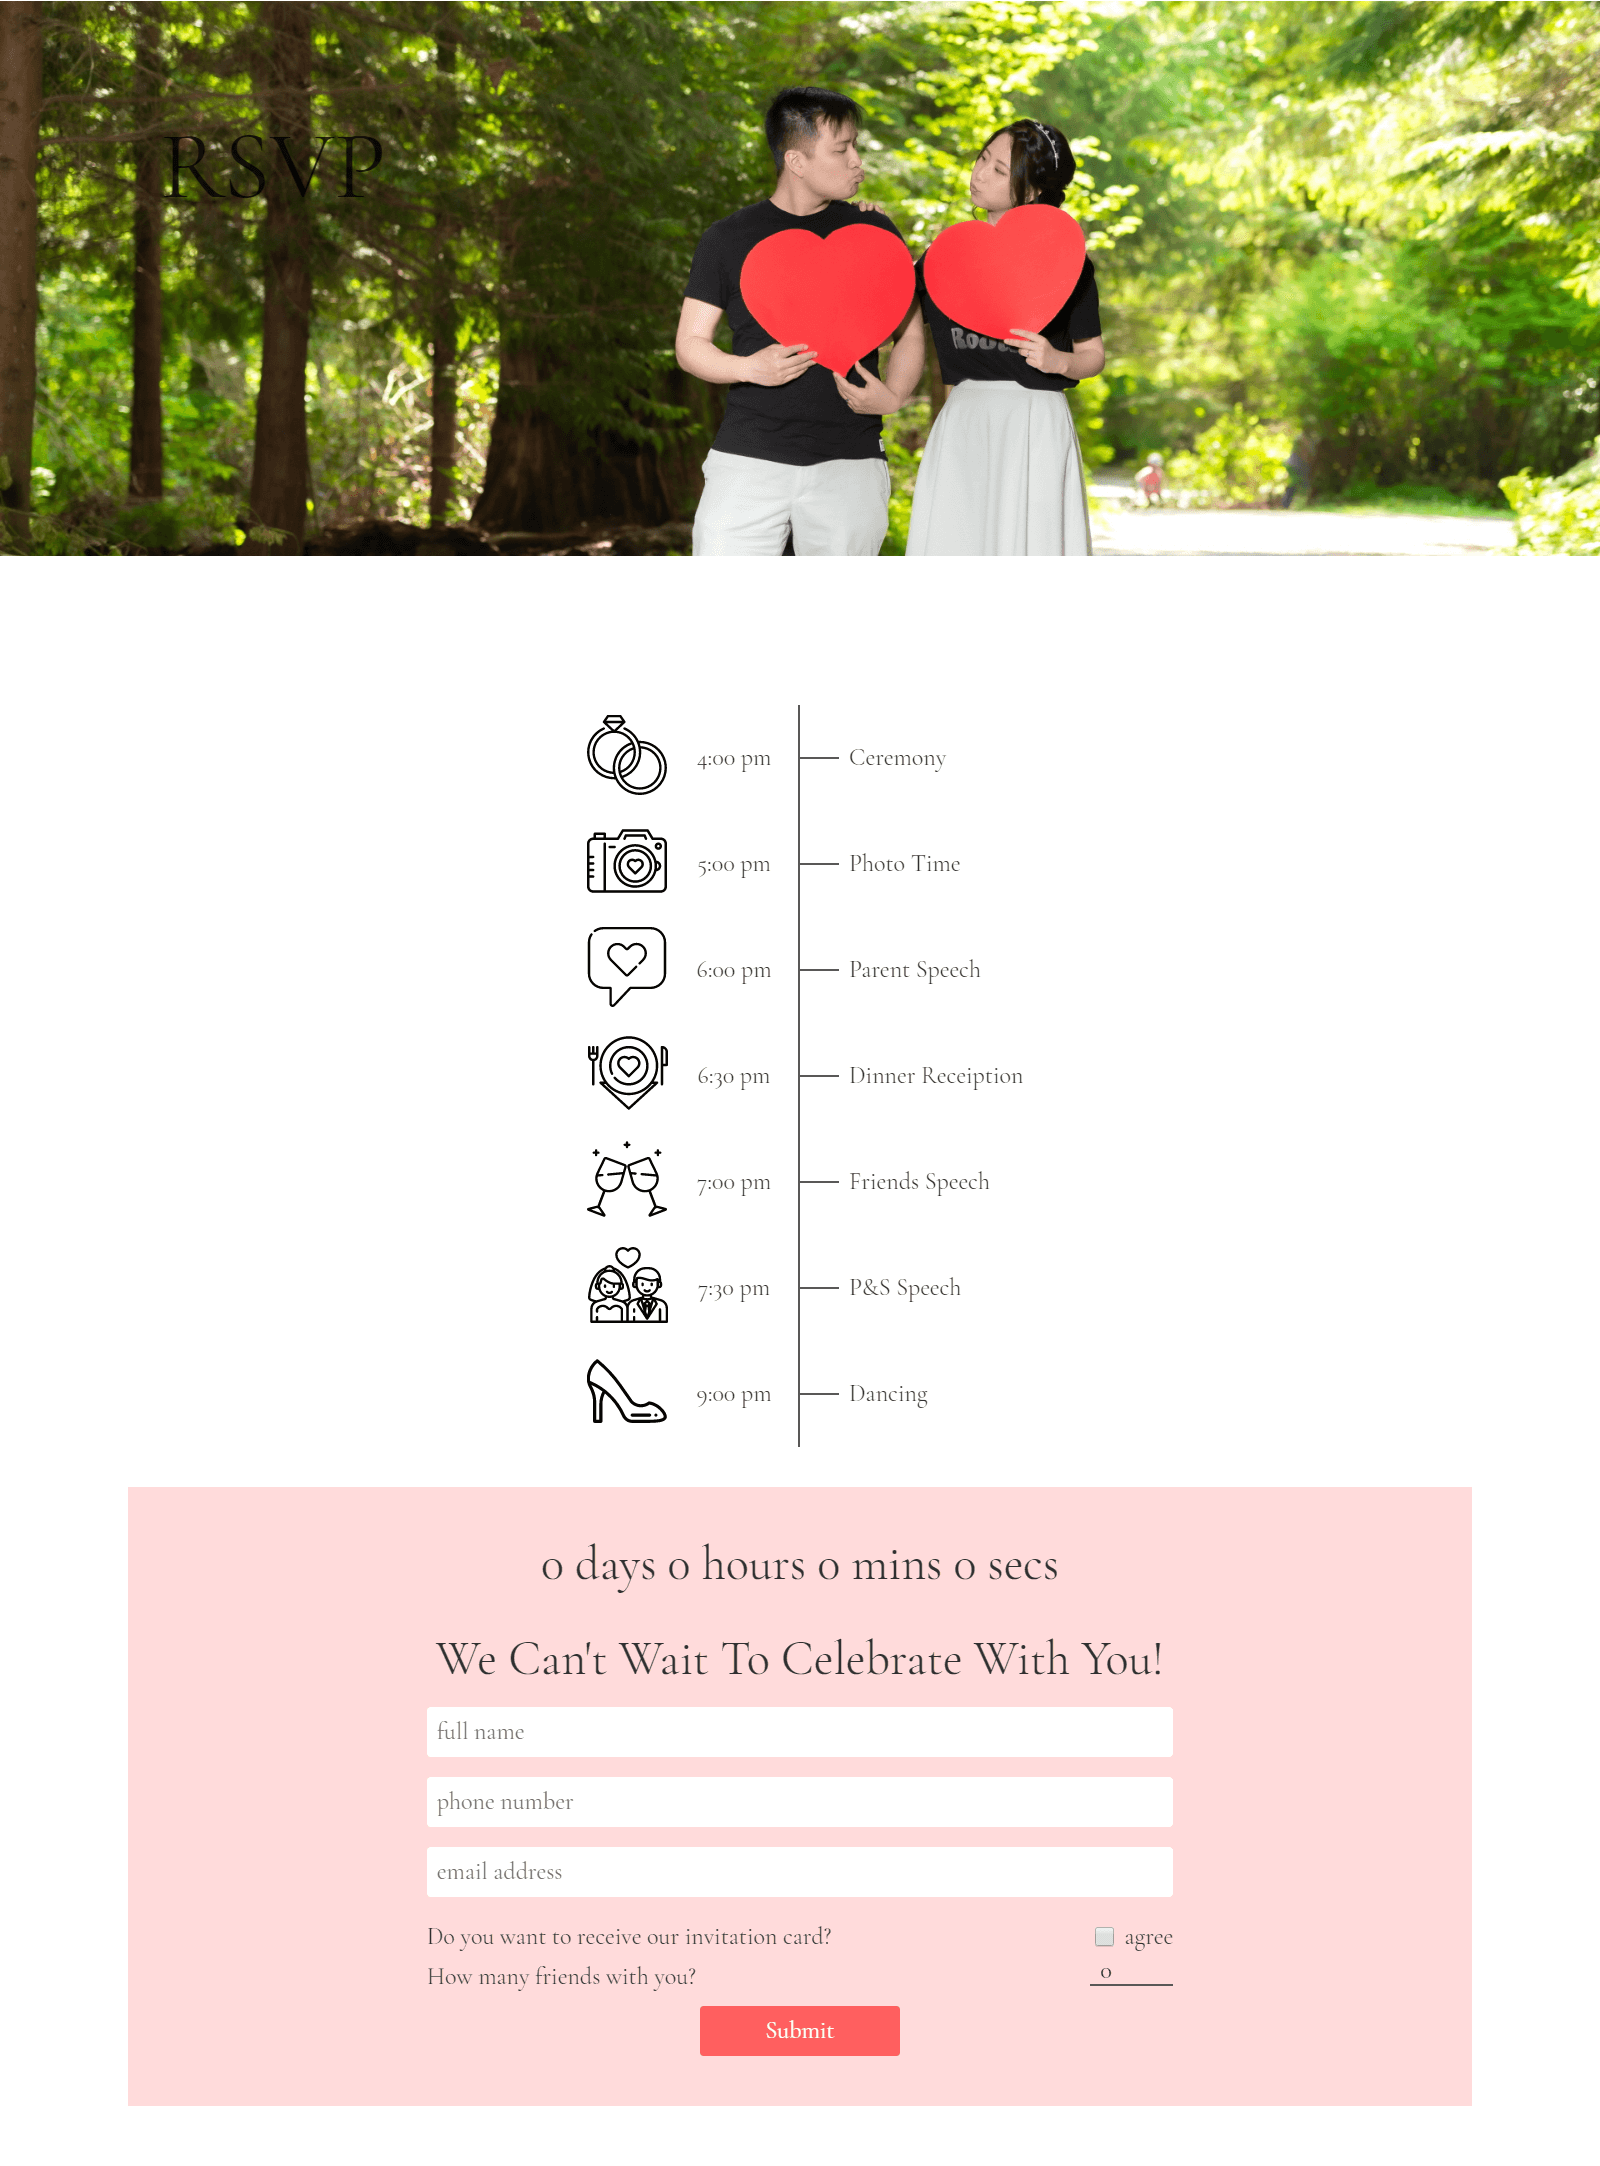 RSVP
4:00 pm Ceremony
5:00 pm Photo Time
6:00 pm Parent Speech
6:30 pm Dinner Receiption
7:00 pm Friends Speech
7:30 pm P&S Speech
9:00 pm Dancing
0 days 0 hours 0 mins 0 secs
We Can't Wait To Celebrate With You!
full name
phone number
email address
Do you want to receive our invitation card? agree
How many friends with you? 0
Submit